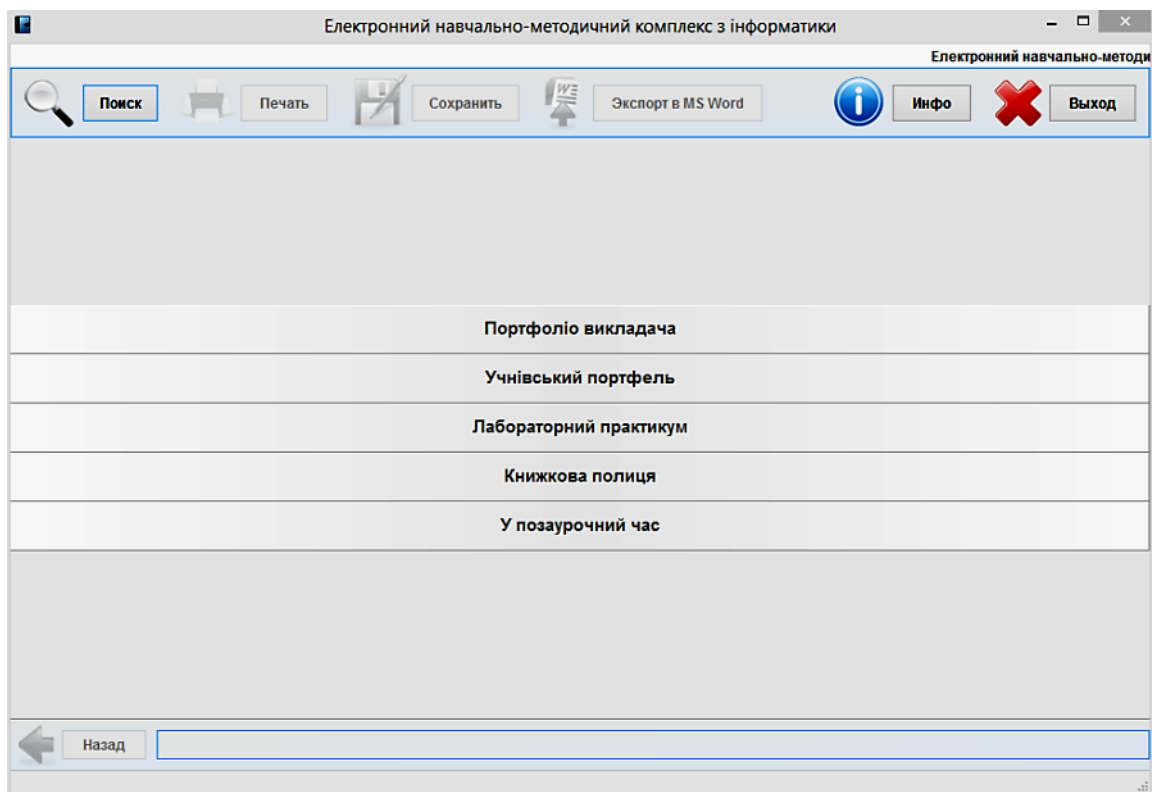 Електронний навчально-методичний комплекс з інформатики
Електронний навчально-методи
Поиск Печать Сохранить Экспорт в MS Word Инфо Выход
Портфоліо викладача
Учнівський портфель
Лабораторний практикум
Книжкова полиця
У позаурочний час
Назад